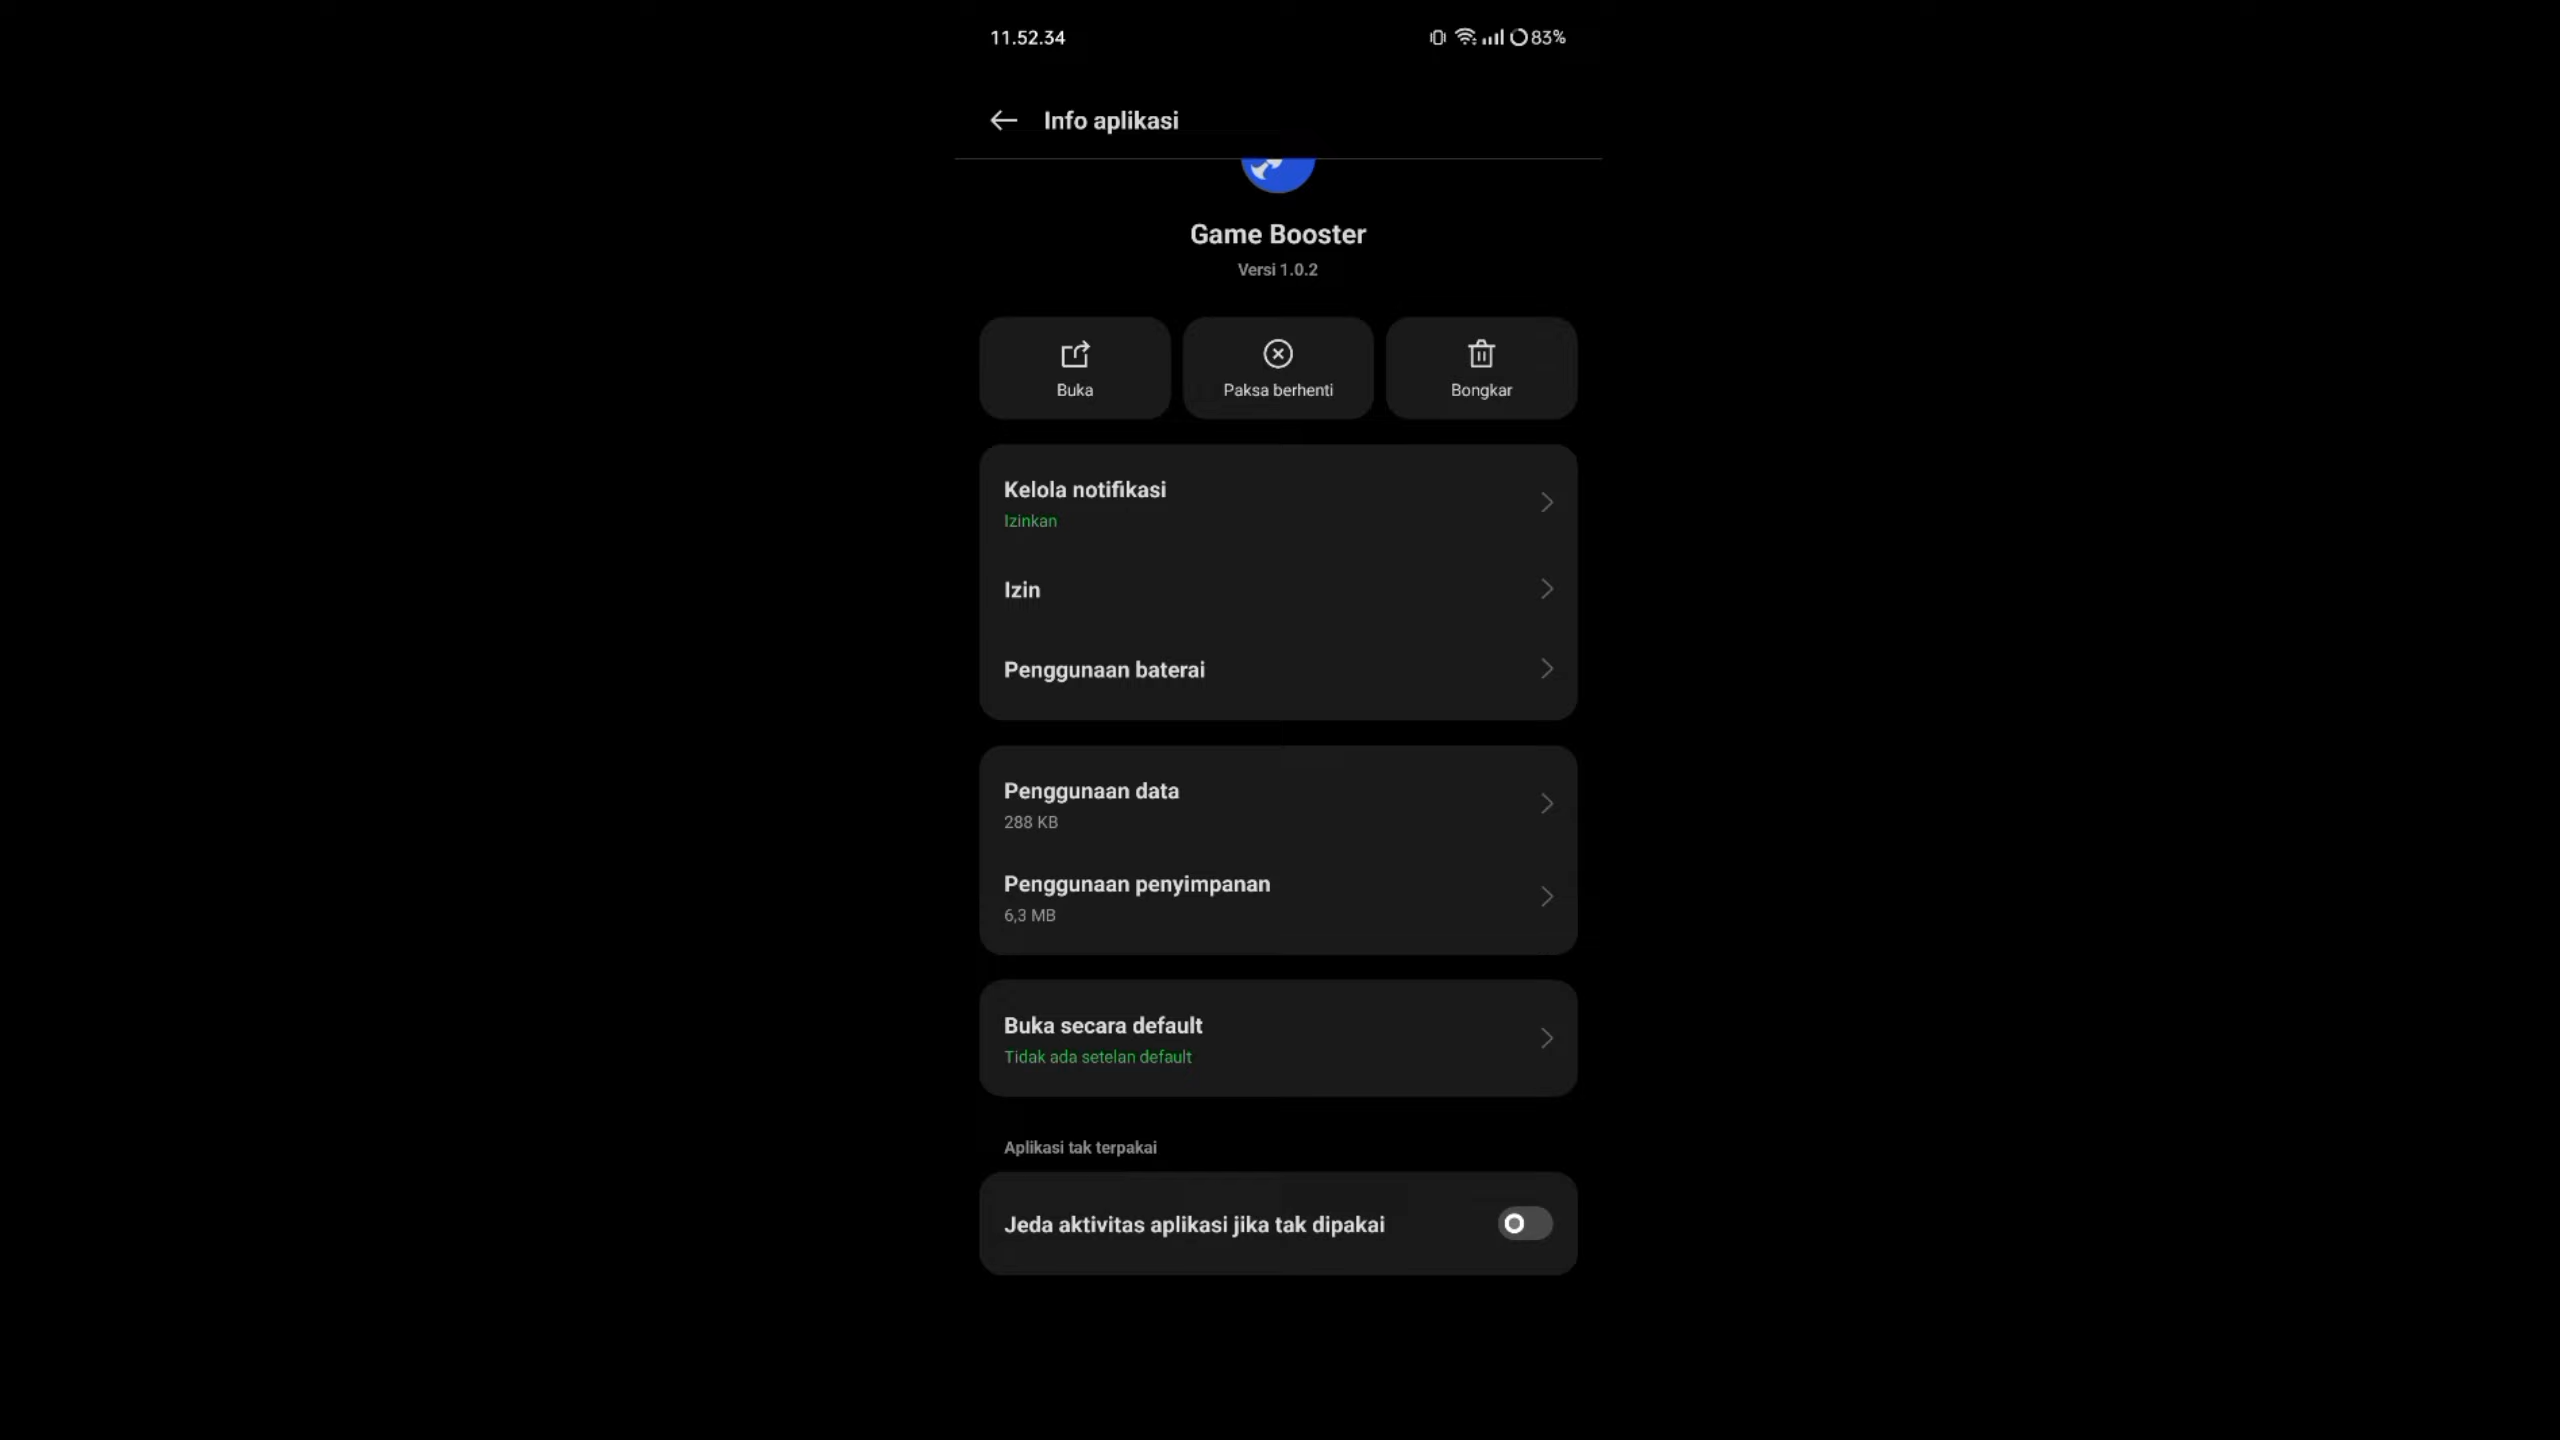 11.52.34
83%
Info aplikasi
Game Booster
Versi 1.0.2
Buka
Paksa berhenti
Bongkar
Kelola notifikasi
Izinkan
Izin
Penggunaan baterai
Penggunaan data
288 KB
Penggunaan penyimpanan
6,3 MB
Buka secara default
Tidak ada setelan default
Aplikasi tak terpakai
Jeda aktivitas aplikasi jika tak dipakai